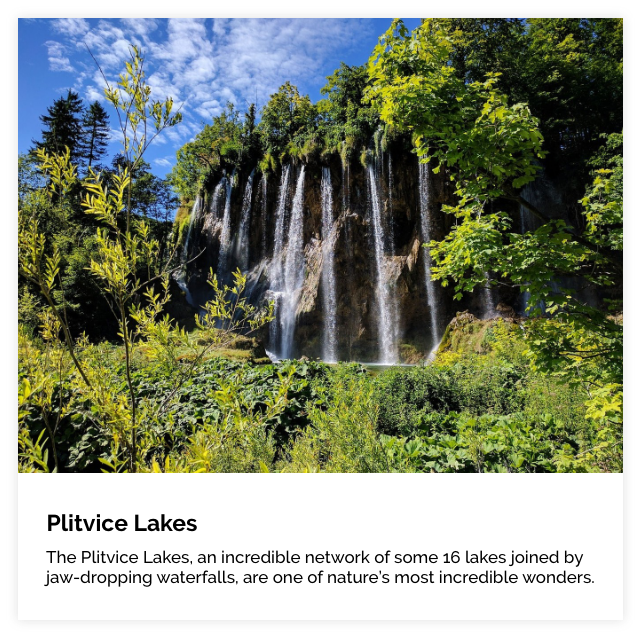 Plitvice Lakes
The Plitvice Lakes, an incredible network of some 16 lakes joined by
jaw-dropping waterfalls, are one of nature’s most incredible wonders.